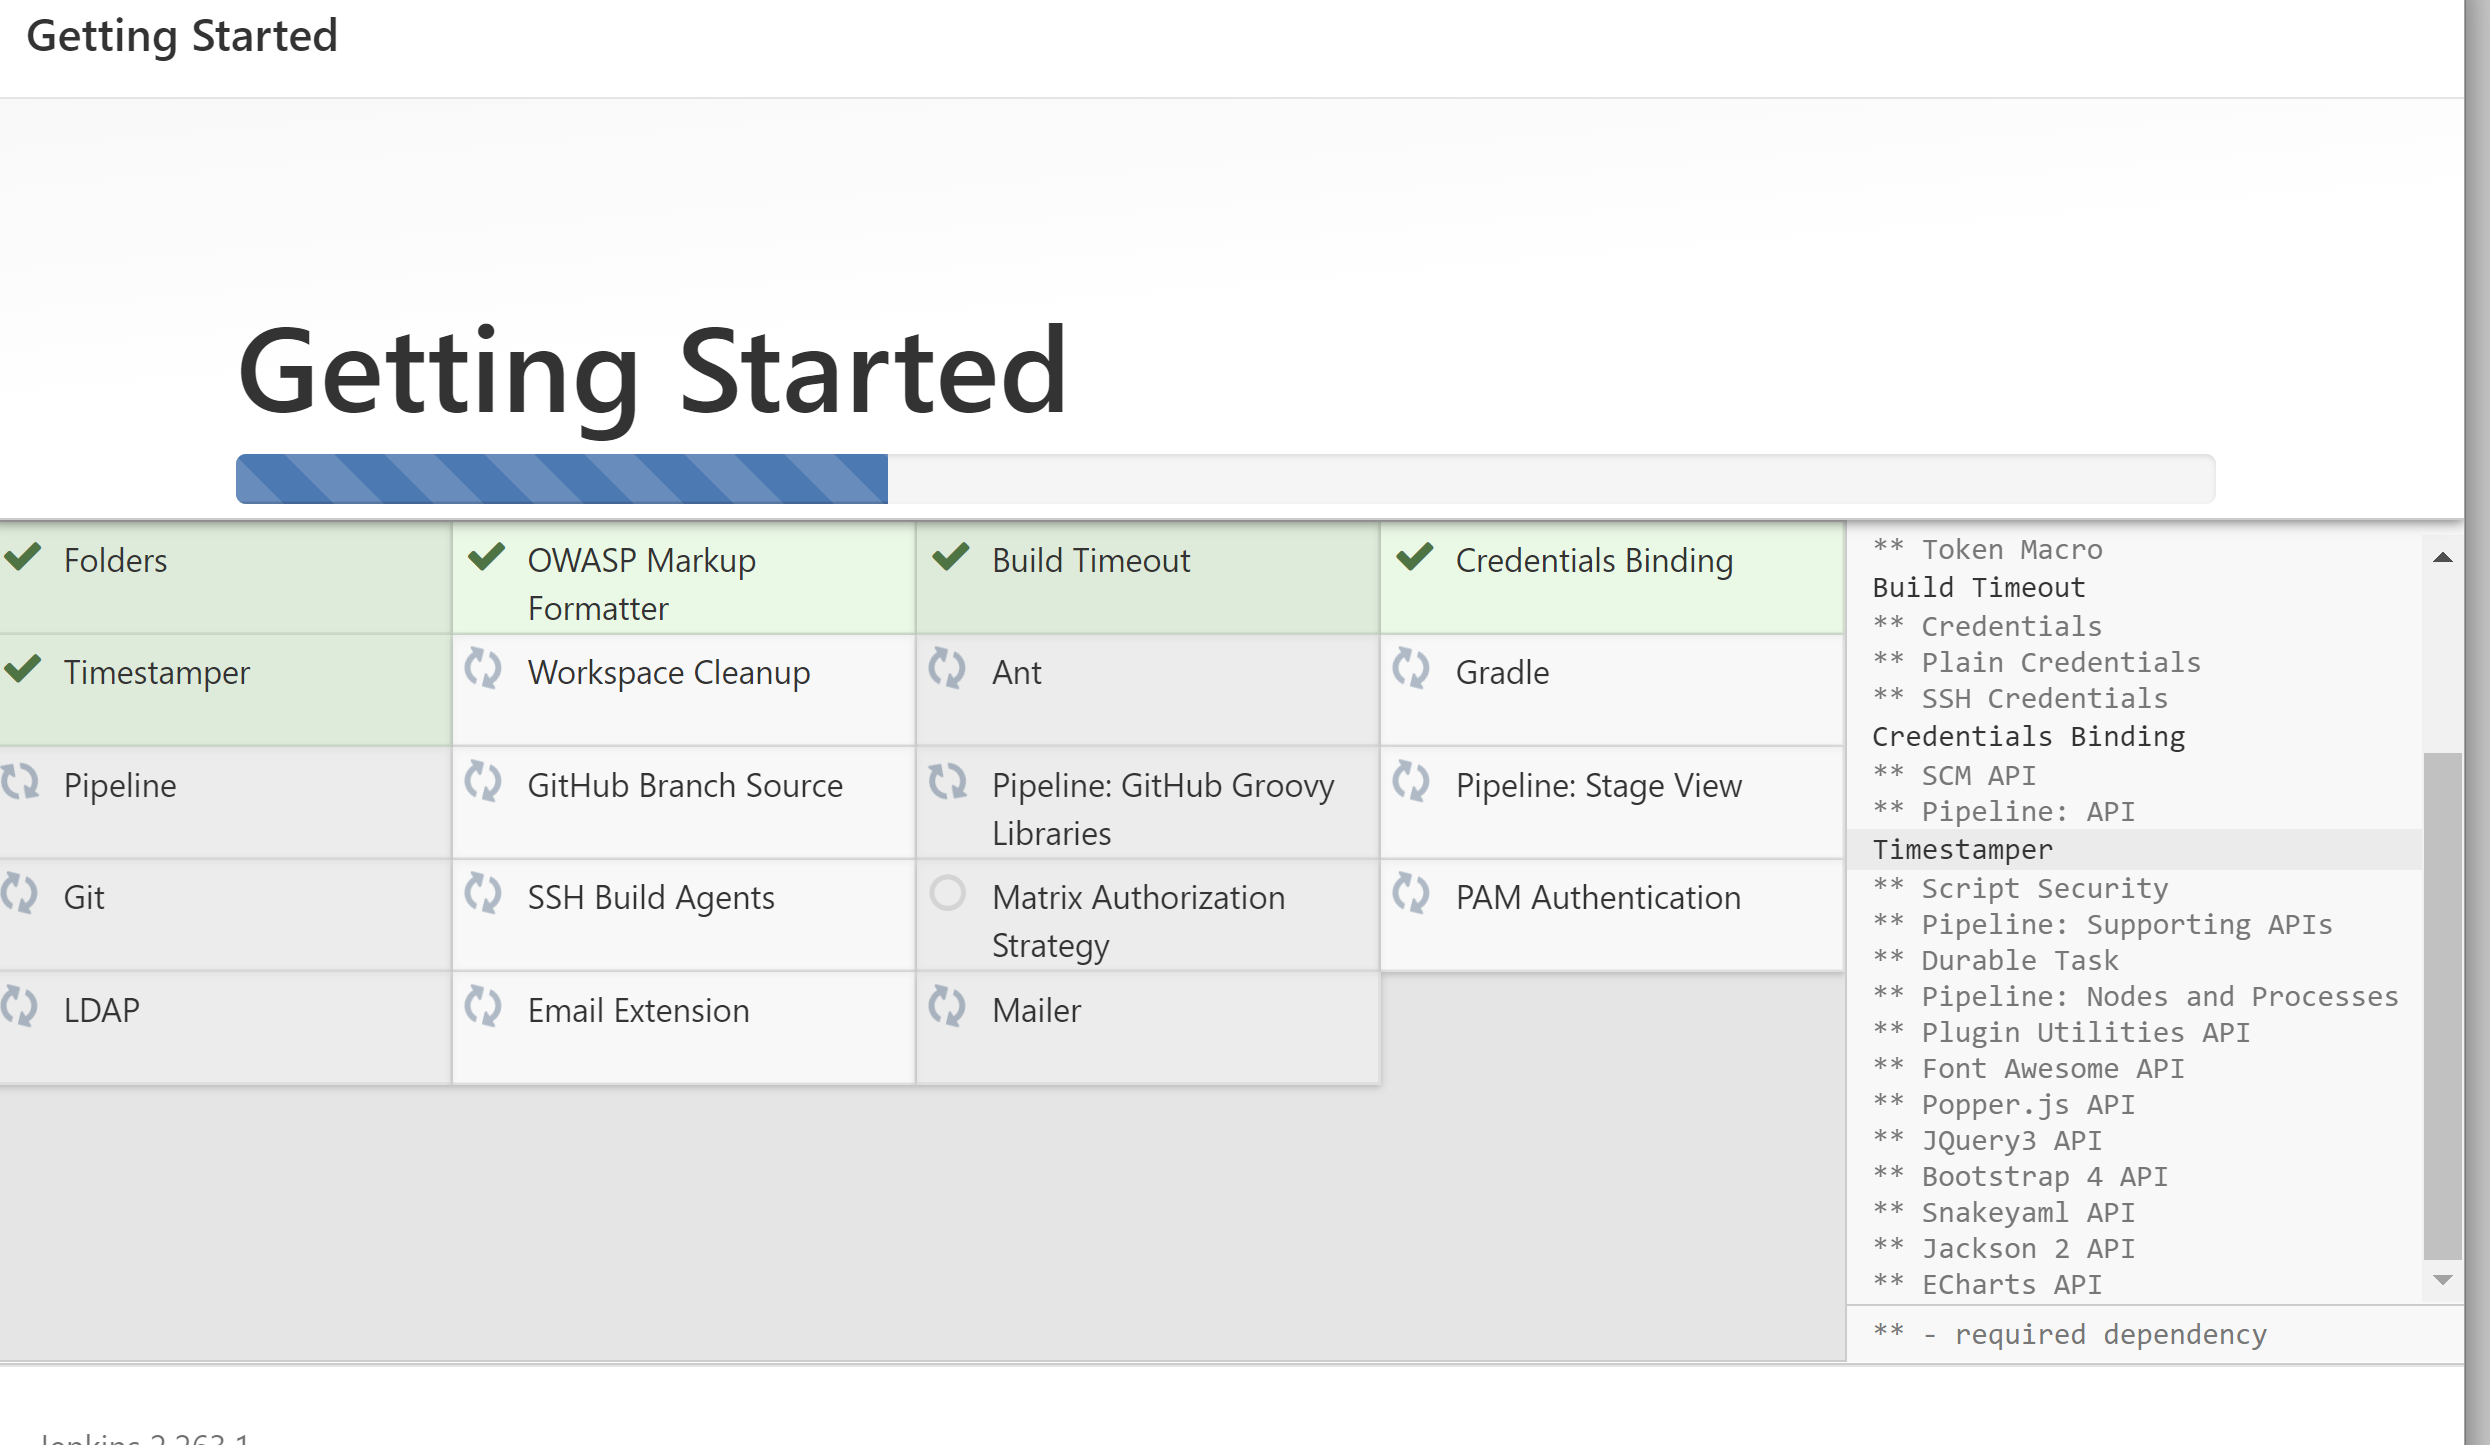 Getting Started
Getting Started
Folders
OWASP Markup
Formatter
Build Timeout
Credentials Binding
Timestamper
Workspace Cleanup
Ant
Gradle
Pipeline
GitHub Branch Source
Pipeline: GitHub Groovy
Libraries
Pipeline: Stage View
Git
SSH Build Agents
Matrix Authorization
Strategy
PAM Authentication
LDAP
Email Extension
Mailer
** Token Macro
Build Timeout
** Credentials
** Plain Credentials
** SSH Credentials
Credentials Binding
** SCM API
** Pipeline: API
Timestamper
** Script Security
** Pipeline: Supporting APIs
** Durable Task
** Pipeline: Nodes and Processes
** Plugin Utilities API
** Font Awesome API
** Popper.js API
** JQuery3 API
** Bootstrap 4 API
** Snakeyaml API
** Jackson 2 API
** ECharts API
** - required dependency
Jenkins 2.263.1